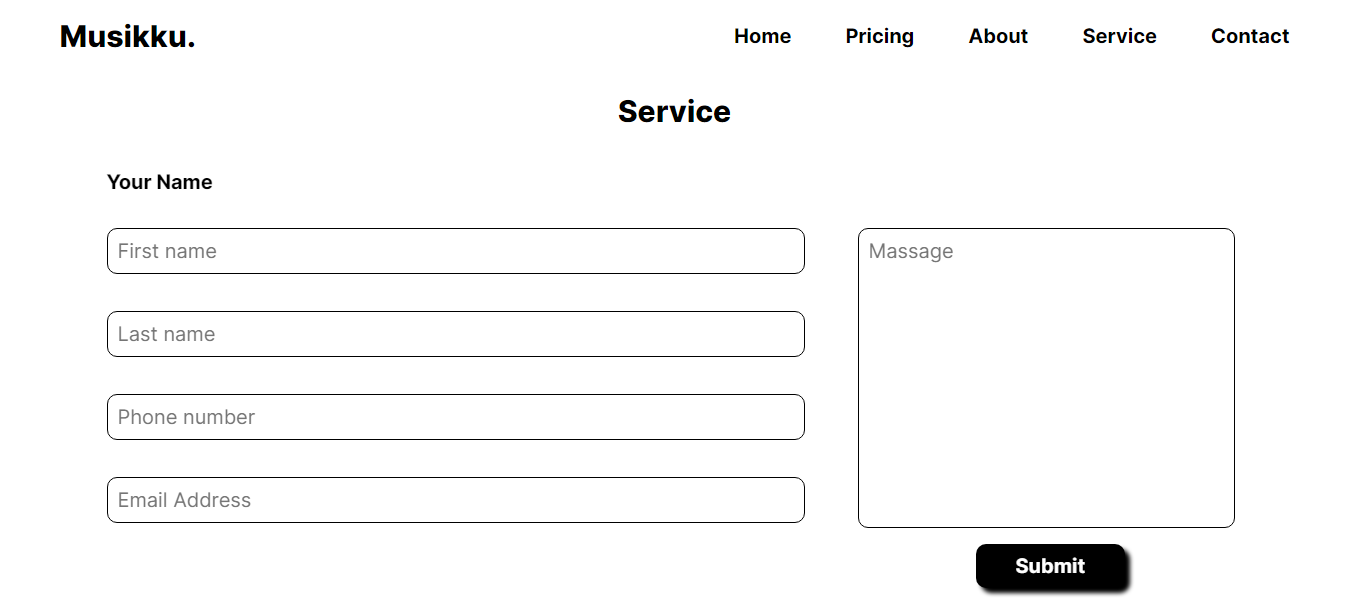 Musikku.
Home Pricing About Service Contact
Service
Your Name
First name
Massage
Last name
Phone number
Email Address
Submit